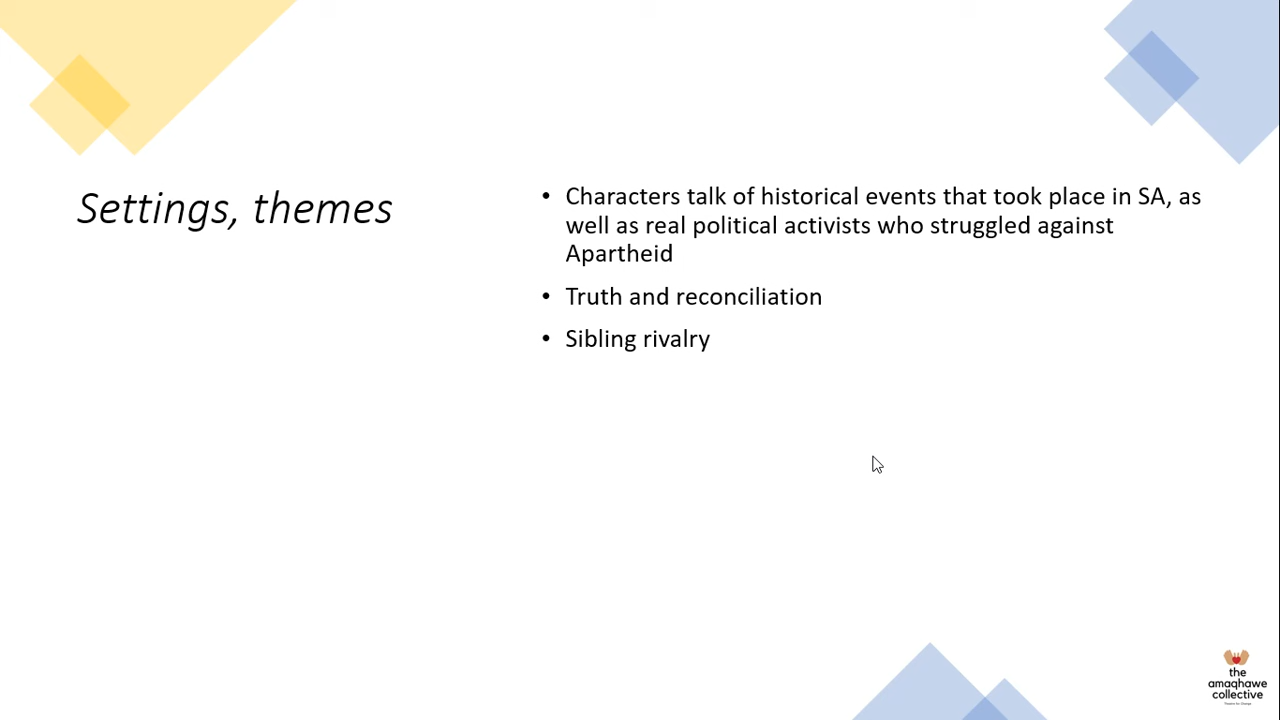 Settings, themes
• Characters talk of historical events that took place in SA, as
well as real political activists who struggled against
Apartheid
• Truth and reconciliation
• Sibling rivalry
the
amaqhawe
collective